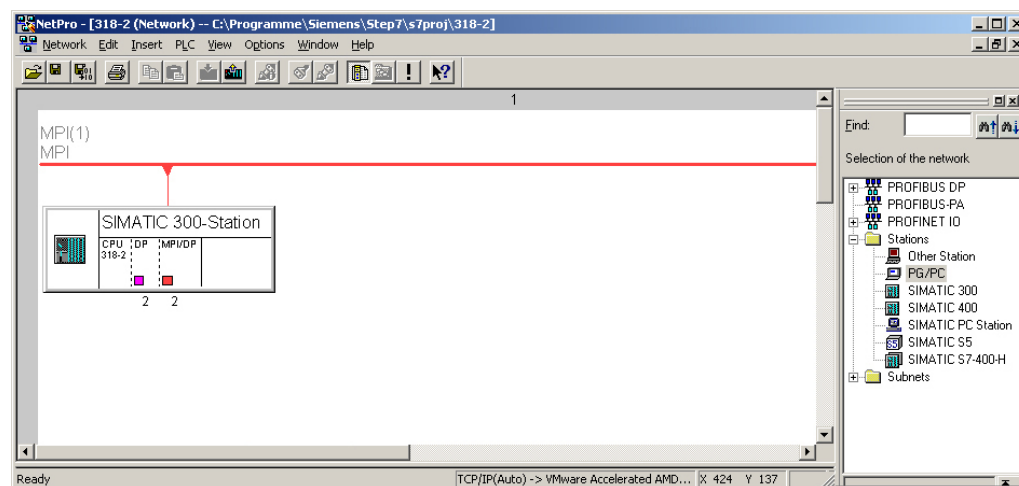 NetPro - [318-2 (Network) -- C:\Programme\Siemens\Step7\s7proj\318-2]
Network Edit Insert PLC View Options Window Help
1
MPI(1)
MPI
SIMATIC 300-Station
CPU 318-2
DP
MPI/DP
2 2
Find:
Selection of the network
PROFIBUS DP
PROFIBUS-PA
PROFINET IO
Stations
Other Station
PG/PC
SIMATIC 300
SIMATIC 400
SIMATIC PC Station
S5 SIMATIC S5
SIMATIC S7-400-H
Subnets
Ready
TCP/IP(Auto) -> VMware Accelerated AMD... X 424 Y 137